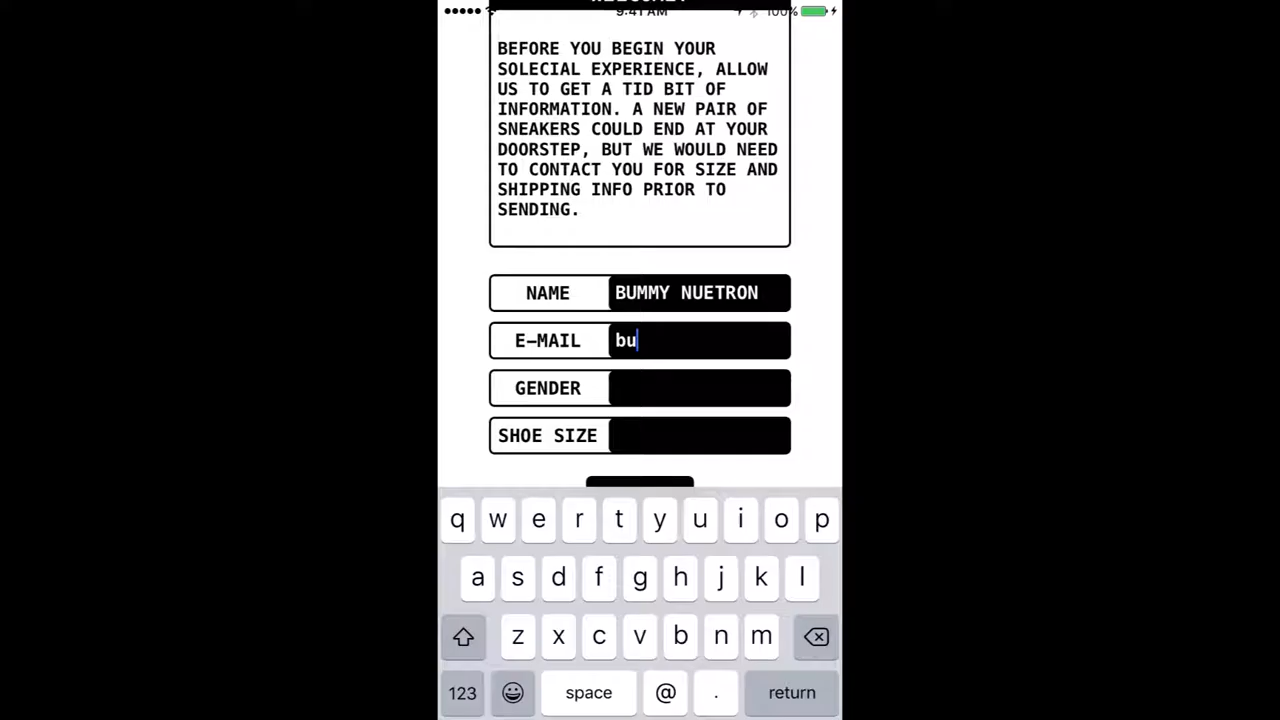 9:41 AM
100%
BEFORE YOU BEGIN YOUR
SOLECIAL EXPERIENCE, ALLOW
US TO GET A TID BIT OF
INFORMATION. A NEW PAIR OF
SNEAKERS COULD END AT YOUR
DOORSTEP, BUT WE WOULD NEED
TO CONTACT YOU FOR SIZE AND
SHIPPING INFO PRIOR TO
SENDING.
NAME BUMMY NUETRON
E-MAIL bu
GENDER
SHOE SIZE
q w e r t y u i o p
a s d f g h j k l
z x c v b n m
123 space @ . return